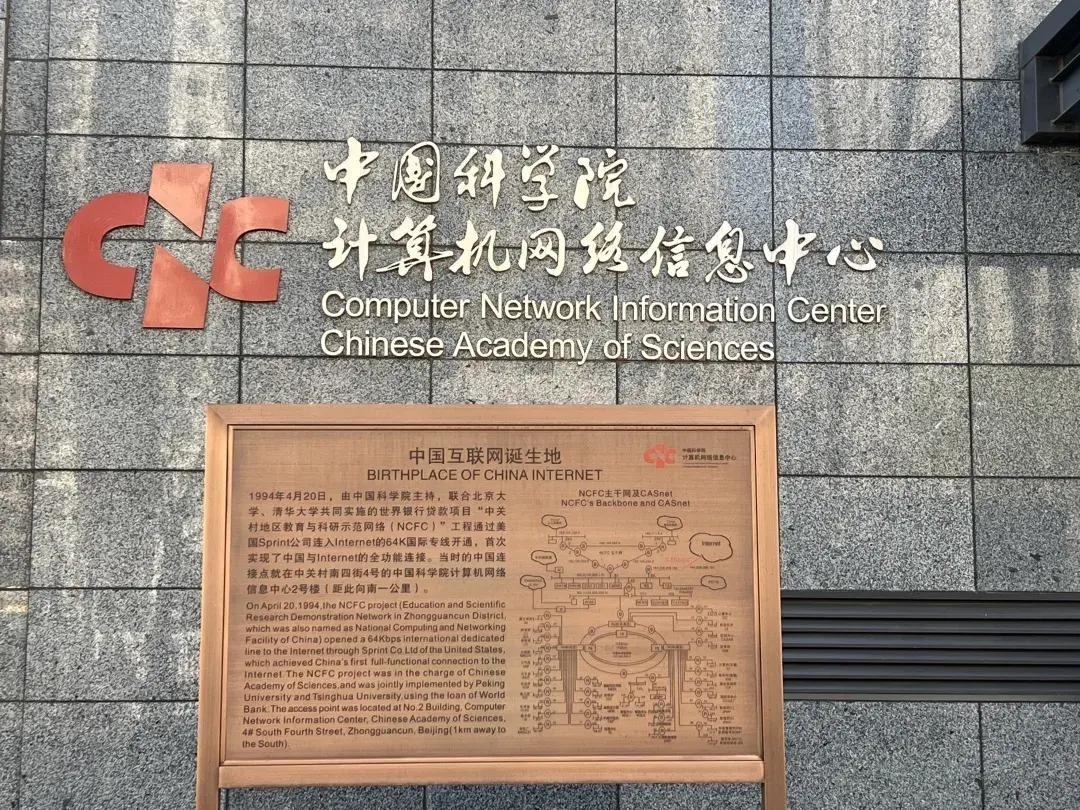 CNC
中国科学院
计算机网络信息中心
Computer Network Information Center
Chinese Academy of Sciences
中国互联网诞生地
BIRTHPLACE OF CHINA INTERNET
中国科学院
计算机网络信息中心
1994年4月20日，由中国科学院主持，联合北京大
学、清华大学共同实施的世界银行贷款项目“中关
村地区教育与科研示范网络（NCFC）”工程通过美
国Sprint公司连入Internet的64K国际专线开通，首次
实现了中国与Internet的全功能连接。当时的中国连
接点就在中关村南四街4号的中国科学院计算机网络
信息中心2号楼（距此向南一公里）。
On April 20,1994,the NCFC project (Education and Scientific
Research Demonstration Network in Zhongguancun District,
which was also named as National Computing and Networking
Facility of China) opened a 64Kbps international dedicated
line to the Internet through Sprint Co.Ltd of the United States,
which achieved China's first full-functional connection to the
Internet.The NCFC project was in the charge of Chinese
Academy of Sciences,and was jointly implemented by Peking
University and Tsinghua University,using the loan of World
Bank.The access point was located at No.2 Building, Computer
Network Information Center, Chinese Academy of Sciences,
4# South Fourth Street, Zhongguancun, Beijing(1km away to
the South).
NCFC主干网及CASnet
NCFC's Backbone and CASnet
Internet